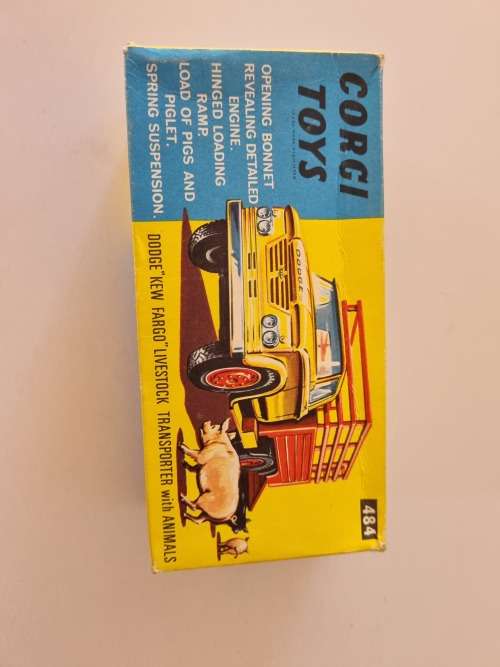 CORGI
TOYS
OPENING BONNET
REVEALING DETAILED
ENGINE.
HINGED LOADING
RAMP.
LOAD OF PIGS AND
PIGLET.
SPRING SUSPENSION.
484
DODGE
DODGE "KEW FARGO" LIVESTOCK TRANSPORTER with ANIMALS